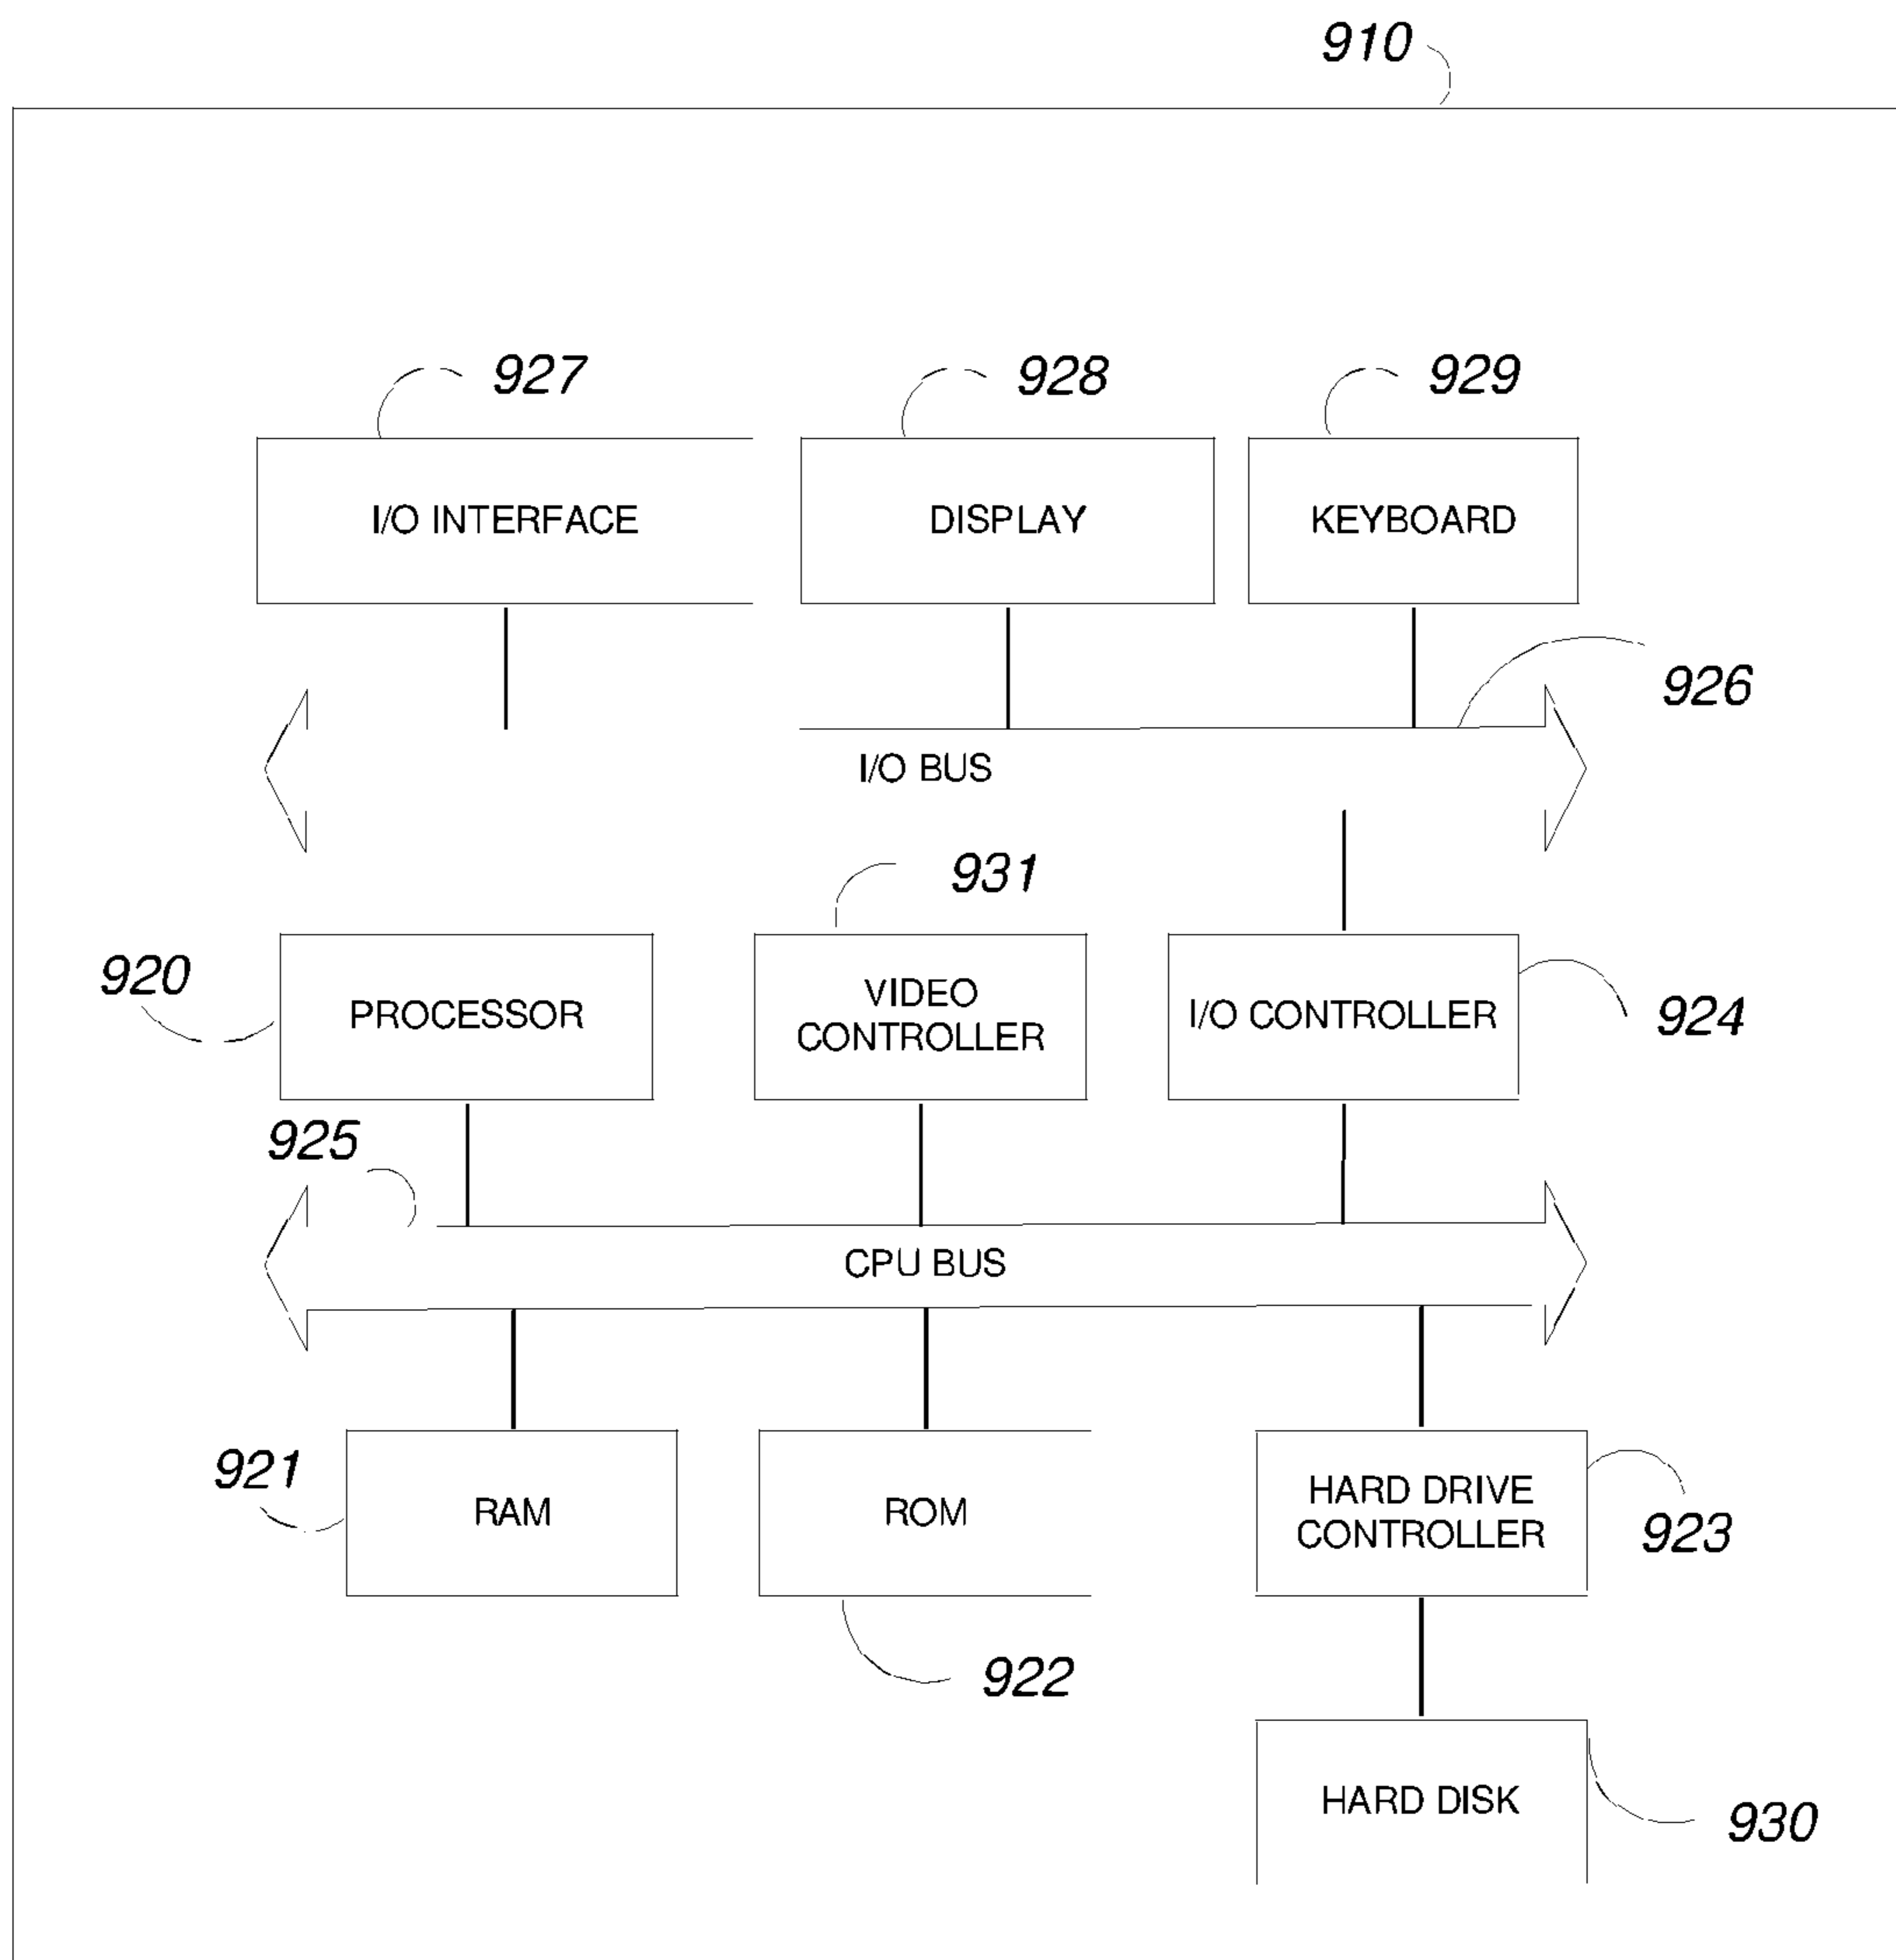 910
927
928
929
I/O INTERFACE
DISPLAY
KEYBOARD
926
I/O BUS
931
920
PROCESSOR
VIDEO
CONTROLLER
I/O CONTROLLER
924
925
CPU BUS
921
RAM
ROM
HARD DRIVE
CONTROLLER
923
922
HARD DISK
930